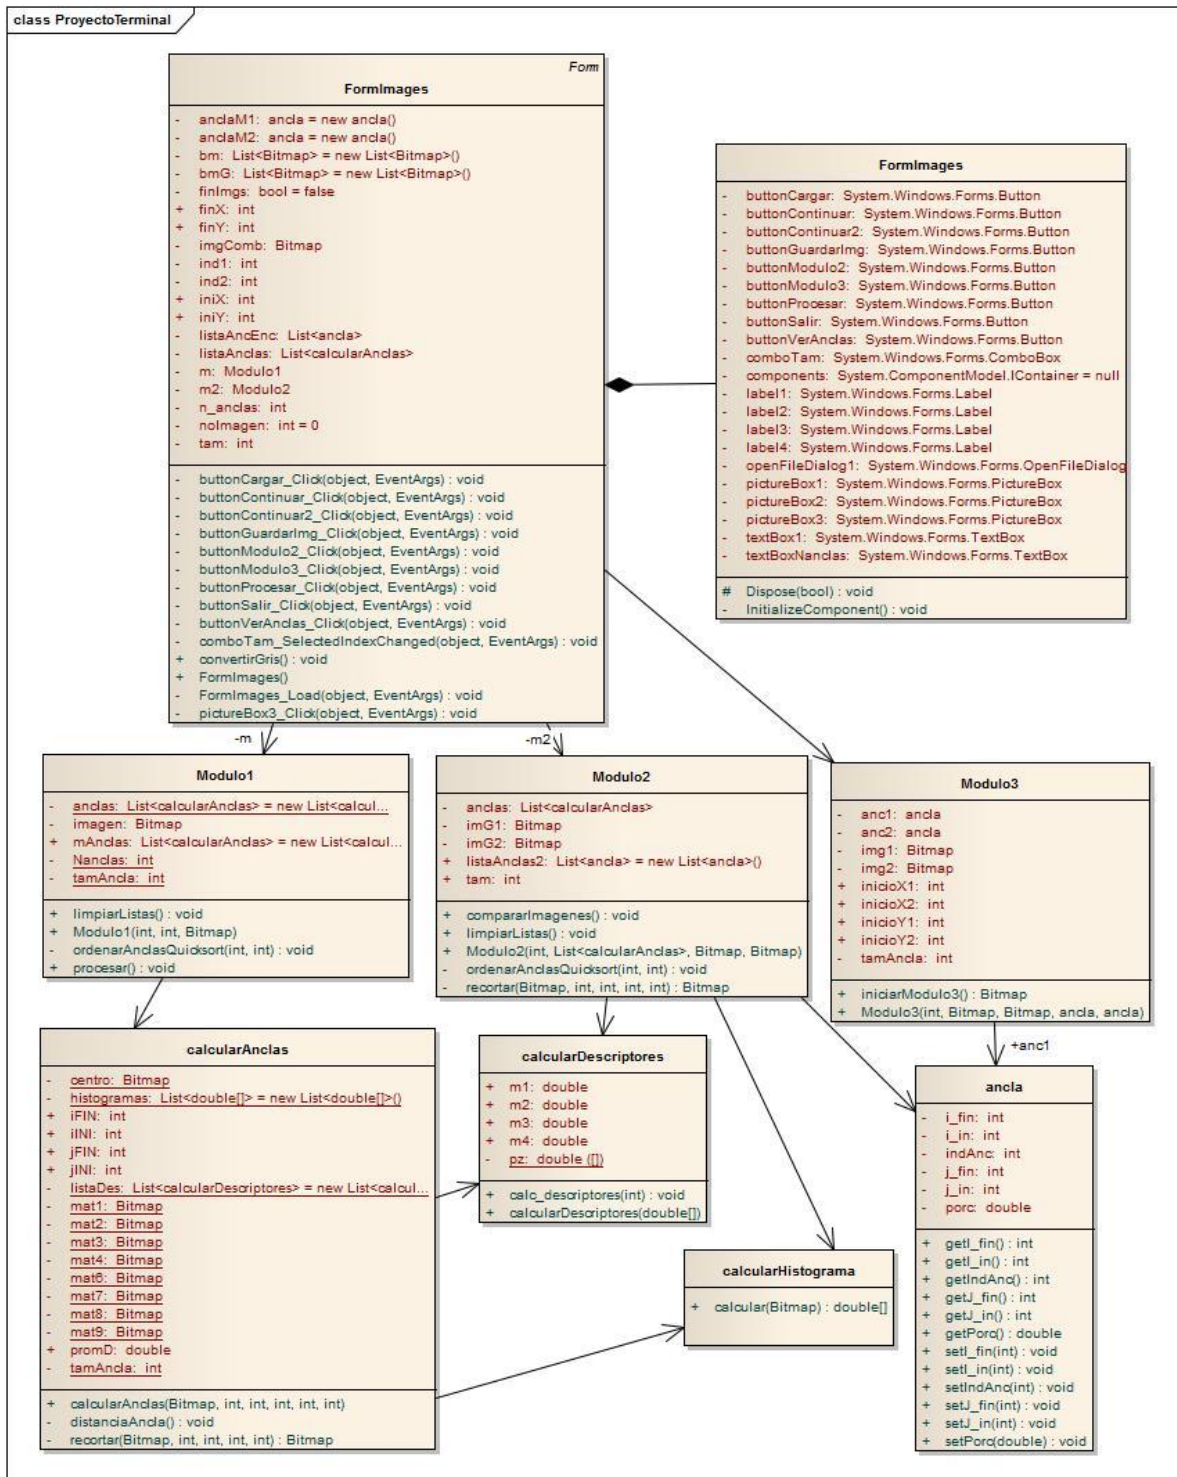 class ProyectoTerminal
Form
FormImages
- anclaM1: ancla = new ancla()
- anclaM2: ancla = new ancla()
- bm: List<Bitmap> = new List<Bitmap>()
- bmG: List<Bitmap> = new List<Bitmap>()
- finImgs: bool = false
+ finX: int
+ finY: int
- imgComb: Bitmap
- ind1: int
- ind2: int
+ iniX: int
+ iniY: int
- listaAncEnc: List<ancla>
- listaAnclas: List<calcularAnclas>
- m: Modulo1
- m2: Modulo2
- n_anclas: int
- noImagen: int = 0
- tam: int
- buttonCargar_Click(object, EventArgs) : void
- buttonContinuar_Click(object, EventArgs) : void
- buttonContinuar2_Click(object, EventArgs) : void
- buttonGuardarImg_Click(object, EventArgs) : void
- buttonModulo2_Click(object, EventArgs) : void
- buttonModulo3_Click(object, EventArgs) : void
- buttonProcesar_Click(object, EventArgs) : void
- buttonSalir_Click(object, EventArgs) : void
- buttonVerAnclas_Click(object, EventArgs) : void
- comboTam_SelectedIndexChanged(object, EventArgs) : void
+ convertirGris() : void
+ FormImages()
- FormImages_Load(object, EventArgs) : void
- pictureBox3_Click(object, EventArgs) : void
FormImages
- buttonCargar: System.Windows.Forms.Button
- buttonContinuar: System.Windows.Forms.Button
- buttonContinuar2: System.Windows.Forms.Button
- buttonGuardarImg: System.Windows.Forms.Button
- buttonModulo2: System.Windows.Forms.Button
- buttonModulo3: System.Windows.Forms.Button
- buttonProcesar: System.Windows.Forms.Button
- buttonSalir: System.Windows.Forms.Button
- buttonVerAnclas: System.Windows.Forms.Button
- comboTam: System.Windows.Forms.ComboBox
- components: System.ComponentModel.IContainer = null
- label1: System.Windows.Forms.Label
- label2: System.Windows.Forms.Label
- label3: System.Windows.Forms.Label
- label4: System.Windows.Forms.Label
- openFileDialog1: System.Windows.Forms.OpenFileDialog
- pictureBox1: System.Windows.Forms.PictureBox
- pictureBox2: System.Windows.Forms.PictureBox
- pictureBox3: System.Windows.Forms.PictureBox
- textBox1: System.Windows.Forms.TextBox
- textBoxNanclas: System.Windows.Forms.TextBox
# Dispose(bool) : void
- InitializeComponent() : void
-m
-m2
Modulo1
- anclas: List<calcularAnclas> = new List<calcul...
- imagen: Bitmap
+ mAnclas: List<calcularAnclas> = new List<calcul...
- Nanclas: int
- tamAncla: int
+ limpiarListas() : void
+ Modulo1(int, int, Bitmap)
- ordenarAnclasQuicksort(int, int) : void
+ procesar() : void
Modulo2
- anclas: List<calcularAnclas>
- imG1: Bitmap
- imG2: Bitmap
+ listaAnclas2: List<ancla> = new List<ancla>()
+ tam: int
+ compararImagenes() : void
+ limpiarListas() : void
+ Modulo2(int, List<calcularAnclas>, Bitmap, Bitmap)
- ordenarAnclasQuicksort(int, int) : void
- recortar(Bitmap, int, int, int, int) : Bitmap
Modulo3
- anc1: ancla
- anc2: ancla
- img1: Bitmap
- img2: Bitmap
+ inicioX1: int
+ inicioX2: int
+ inicioY1: int
+ inicioY2: int
- tamAncla: int
+ iniciarModulo3() : Bitmap
+ Modulo3(int, Bitmap, Bitmap, ancla, ancla)
+anc1
calcularAnclas
- centro: Bitmap
- histogramas: List<double[]> = new List<double[]>()
+ iFIN: int
+ iINI: int
+ jFIN: int
+ jINI: int
- listaDes: List<calcularDescriptores> = new List<calcul...
- mat1: Bitmap
- mat2: Bitmap
- mat3: Bitmap
- mat4: Bitmap
- mat6: Bitmap
- mat7: Bitmap
- mat8: Bitmap
- mat9: Bitmap
+ promD: double
- tamAncla: int
+ calcularAnclas(Bitmap, int, int, int, int, int)
- distanciaAncla() : void
- recortar(Bitmap, int, int, int, int) : Bitmap
calcularDescriptores
+ m1: double
+ m2: double
+ m3: double
+ m4: double
- pz: double ([])
+ calc_descriptores(int) : void
+ calcularDescriptores(double[])
calcularHistograma
+ calcular(Bitmap) : double[]
ancla
- i_fin: int
- i_in: int
- indAnc: int
- j_fin: int
- j_in: int
- porc: double
+ getI_fin() : int
+ getI_in() : int
+ getIndAnc() : int
+ getJ_fin() : int
+ getJ_in() : int
+ getPorc() : double
+ setI_fin(int) : void
+ setI_in(int) : void
+ setIndAnc(int) : void
+ setJ_fin(int) : void
+ setJ_in(int) : void
+ setPorc(double) : void